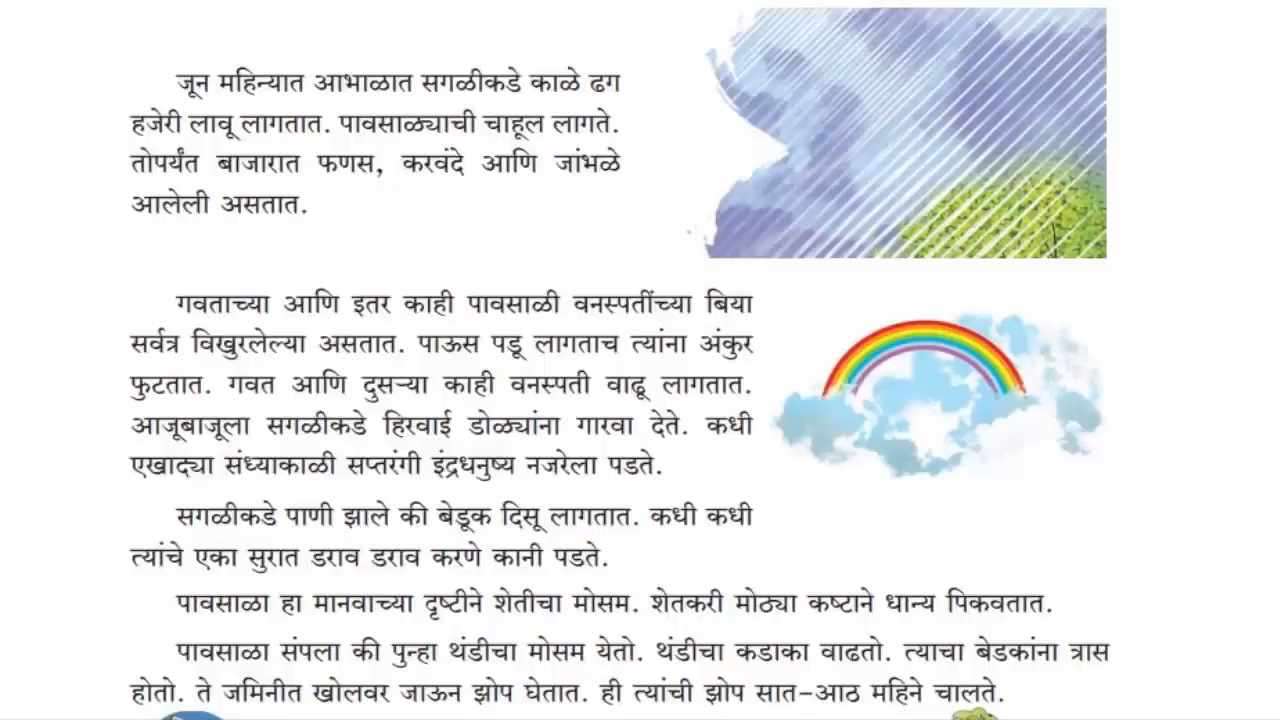 जून महिन्यात आभाळात सगळीकडे काळे ढग
हजेरी लावू लागतात. पावसाळ्याची चाहूल लागते.
तोपर्यंत बाजारात फणस, करवंदे आणि जांभळे
आलेली असतात.
गवताच्या आणि इतर काही पावसाळी वनस्पतींच्या बिया
सर्वत्र विखुरलेल्या असतात. पाऊस पडू लागताच त्यांना अंकुर
फुटतात. गवत आणि दुसऱ्या काही वनस्पती वाढू लागतात.
आजूबाजूला सगळीकडे हिरवाई डोळ्यांना गारवा देते. कधी
एखाद्या संध्याकाळी सप्तरंगी इंद्रधनुष्य नजरेला पडते.
सगळीकडे पाणी झाले की बेडूक दिसू लागतात. कधी कधी
त्यांचे एका सुरात डराव डराव करणे कानी पडते.
पावसाळा हा मानवाच्या दृष्टीने शेतीचा मोसम. शेतकरी मोठ्या कष्टाने धान्य पिकवतात.
पावसाळा संपला की पुन्हा थंडीचा मोसम येतो. थंडीचा कडाका वाढतो. त्याचा बेडकांना त्रास
होतो. ते जमिनीत खोलवर जाऊन झोप घेतात. ही त्यांची झोप सात-आठ महिने चालते.